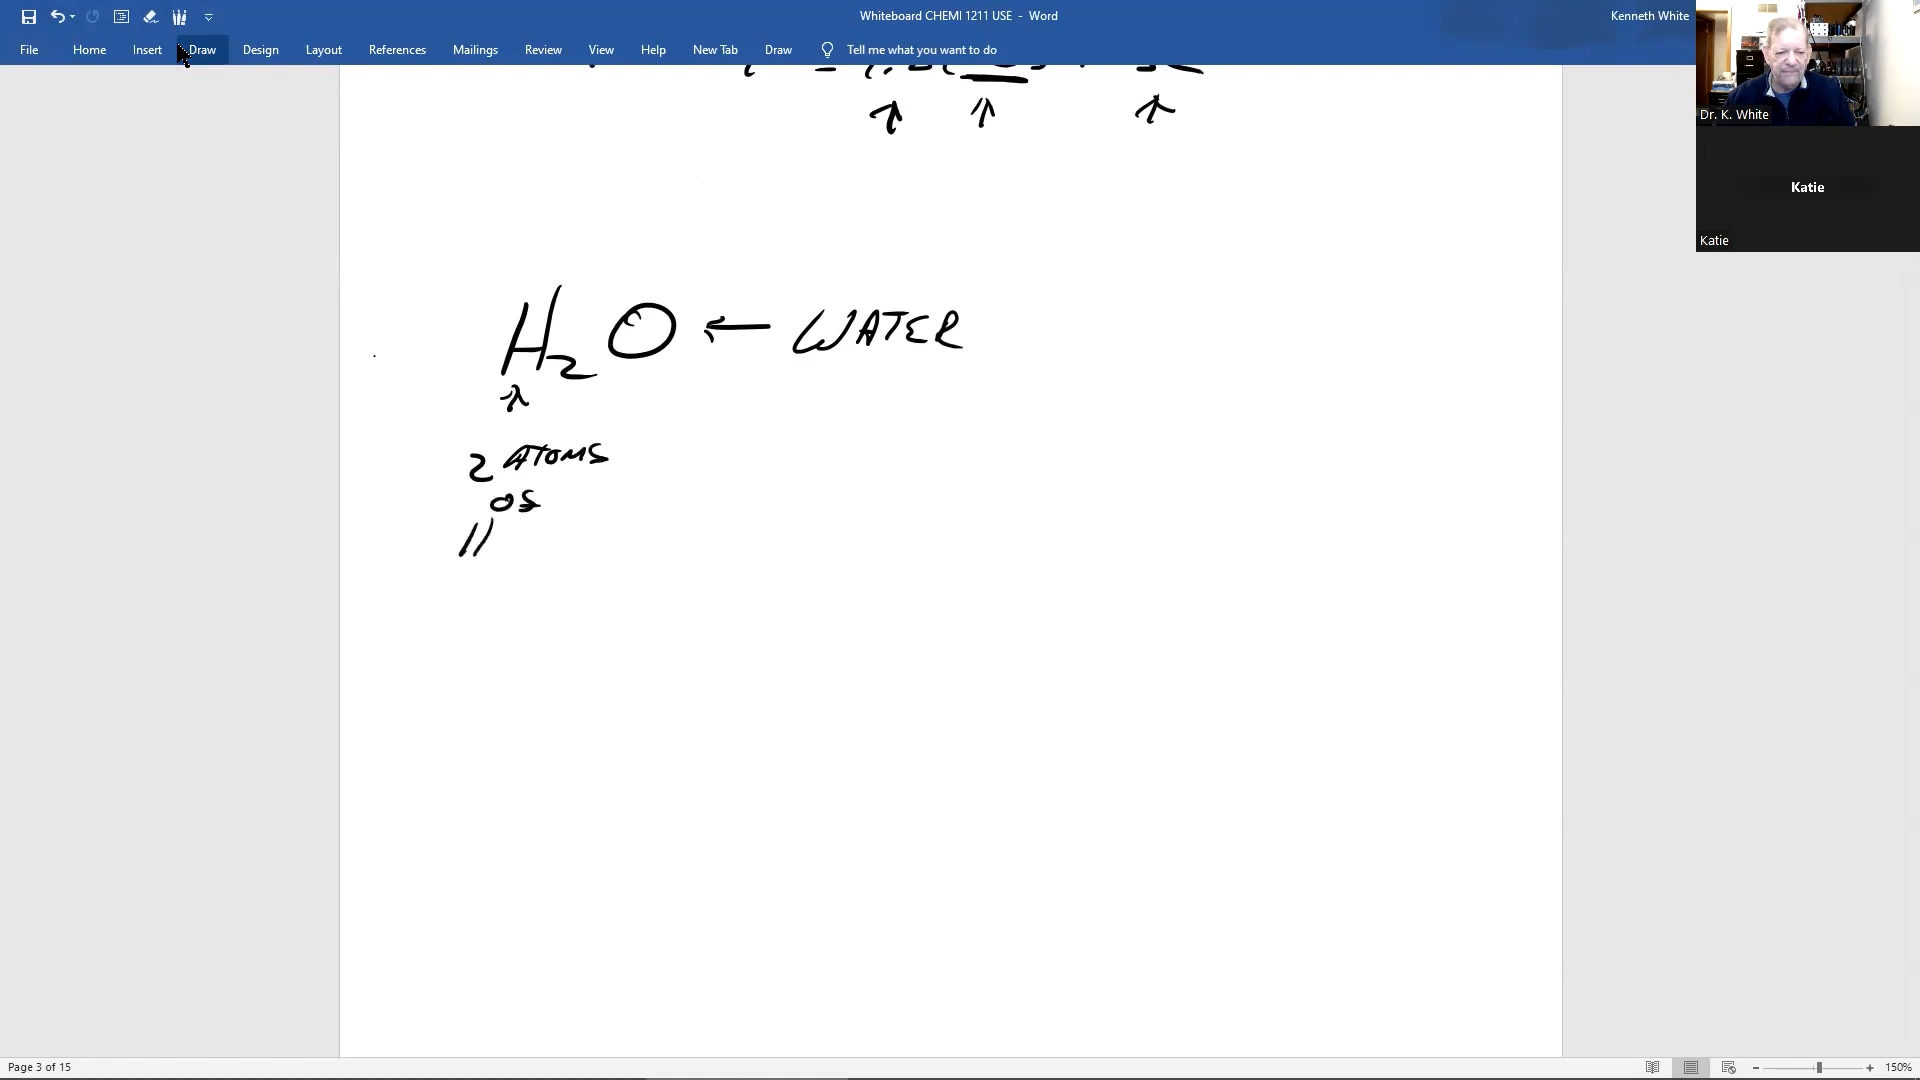 Whiteboard CHEMI 1211 USE - Word
Kenneth White
File Home Insert Draw Design Layout References Mailings Review View Help New Tab Draw Tell me what you want to do
Dr. K. White
Katie
Katie
H2O ← WATER
2 ATOMS
OF
Page 3 of 15
150%